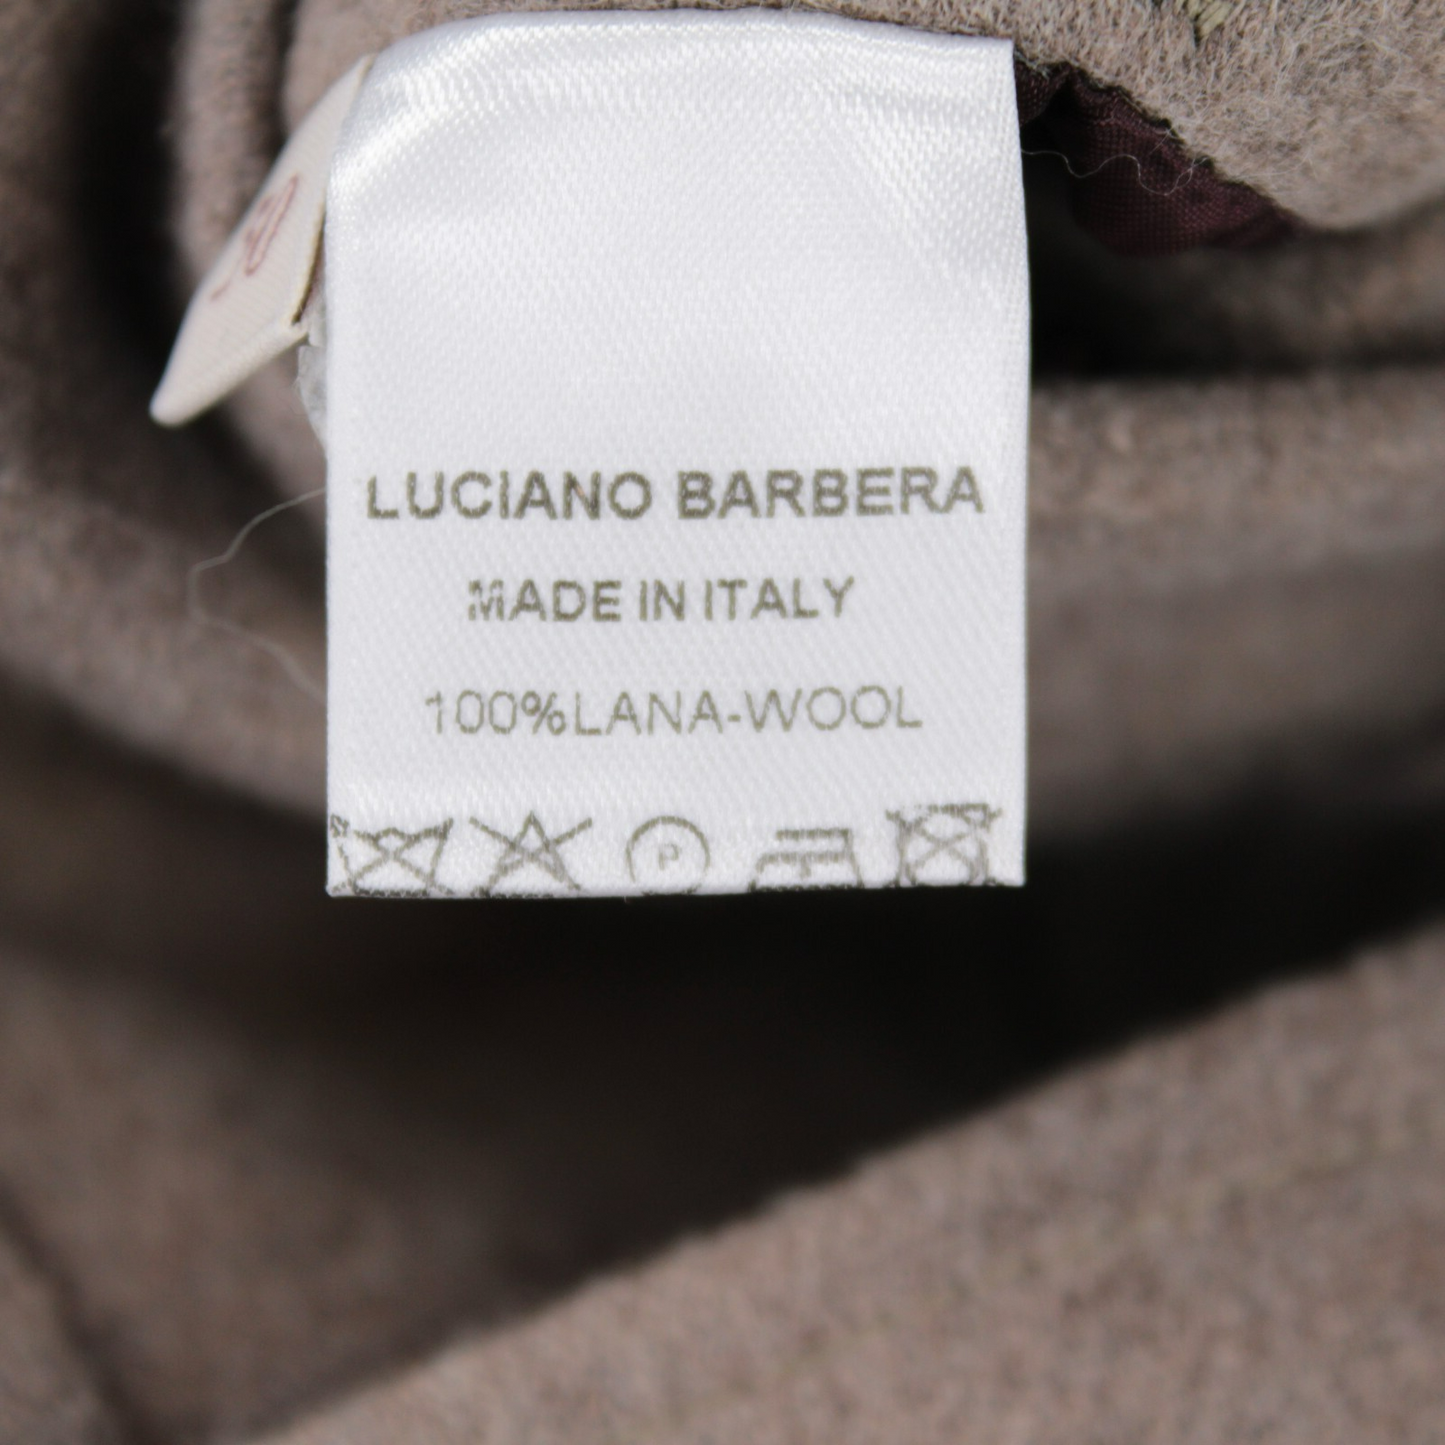 LUCIANO BARBERA
MADE IN ITALY
100%LANA-WOOL
P